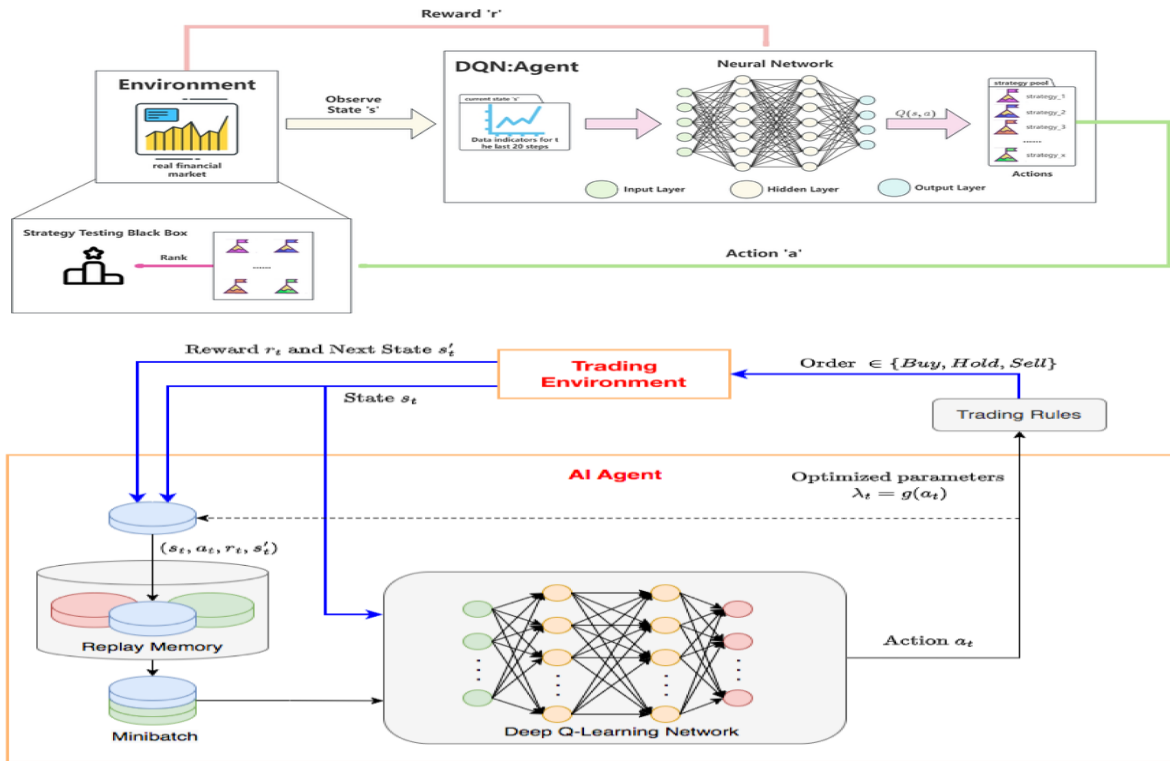 Reward 'r'
Environment
real financial
market
Observe
State 's'
DQN:Agent
Neural Network
current state 's'
Data indicators for t
he last 20 steps
Q(s,a)
strategy pool
strategy_1
strategy_2
strategy_3
......
strategy_x
Actions
Input Layer
Hidden Layer
Output Layer
Strategy Testing Black Box
Rank
......
Action 'a'
Reward r_t and Next State s'_t
Trading
Environment
State s_t
Order ∈ {Buy, Hold, Sell}
Trading Rules
AI Agent
Optimized parameters
λ_t = g(a_t)
(s_t, a_t, r_t, s'_t)
Replay Memory
Minibatch
Action a_t
Deep Q-Learning Network